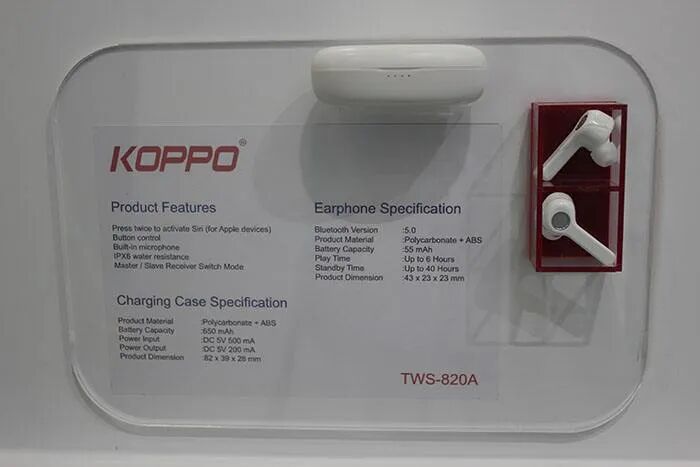 KOPPO®
Product Features
Press twice to activate Siri (for Apple devices)
Button control
Built-in microphone
IPX6 water resistance
Master / Slave Receiver Switch Mode
Charging Case Specification
Product Material :Polycarbonate + ABS
Battery Capacity :650 mAh
Power Input :DC 5V 500 mA
Power Output :DC 5V 200 mA
Product Dimension :82 x 39 x 28 mm
Earphone Specification
Bluetooth Version :5.0
Product Material :Polycarbonate + ABS
Battery Capacity :55 mAh
Play Time :Up to 6 Hours
Standby Time :Up to 40 Hours
Product Dimension :43 x 23 x 23 mm
TWS-820A